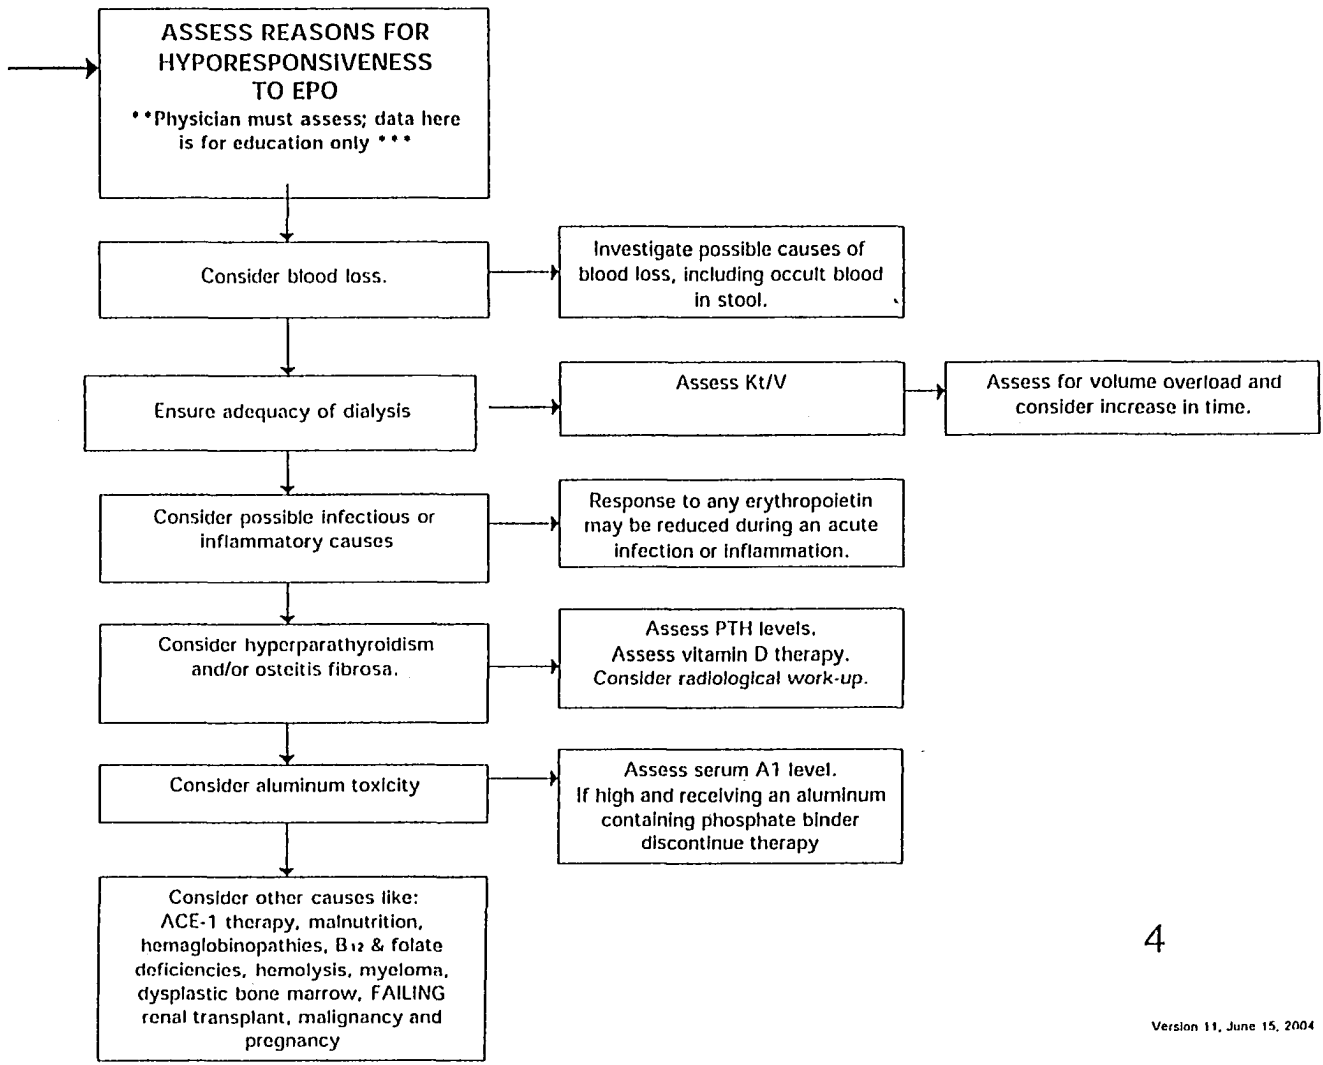 ASSESS REASONS FOR
HYPORESPONSIVENESS
TO EPO
**Physician must assess; data here
is for education only ***
Consider blood loss.
Investigate possible causes of
blood loss, including occult blood
in stool.
Ensure adequacy of dialysis
Assess Kt/V
Assess for volume overload and
consider increase in time.
Consider possible infectious or
inflammatory causes
Response to any erythropoietin
may be reduced during an acute
infection or inflammation.
Consider hyperparathyroidism
and/or osteitis fibrosa.
Assess PTH levels.
Assess vitamin D therapy.
Consider radiological work-up.
Consider aluminum toxicity
Assess serum A1 level.
If high and receiving an aluminum
containing phosphate binder
discontinue therapy
Consider other causes like:
ACE-1 therapy, malnutrition,
hemaglobinopathies, B12 & folate
deficiencies, hemolysis, myeloma,
dysplastic bone marrow, FAILING
renal transplant, malignancy and
pregnancy
4
Version 11, June 15, 2004